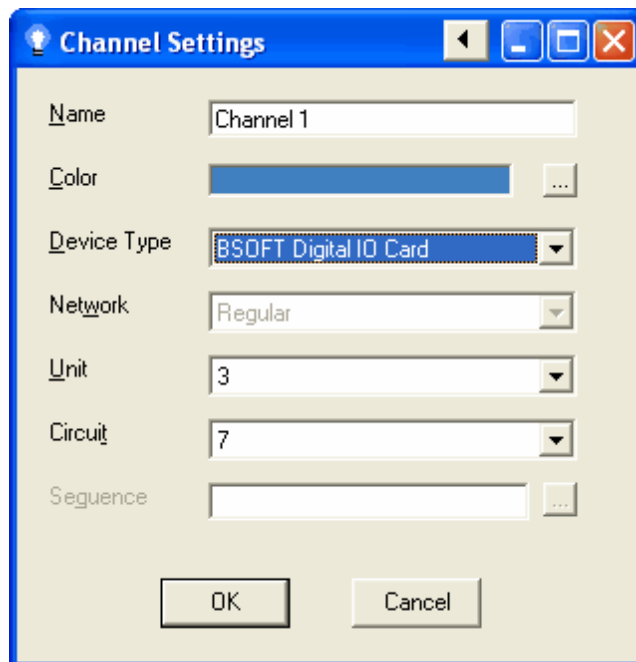 Channel Settings
Name Channel 1
Color ...
Device Type BSOFT Digital IO Card
Network Regular
Unit 3
Circuit 7
Seguence ...
OK Cancel